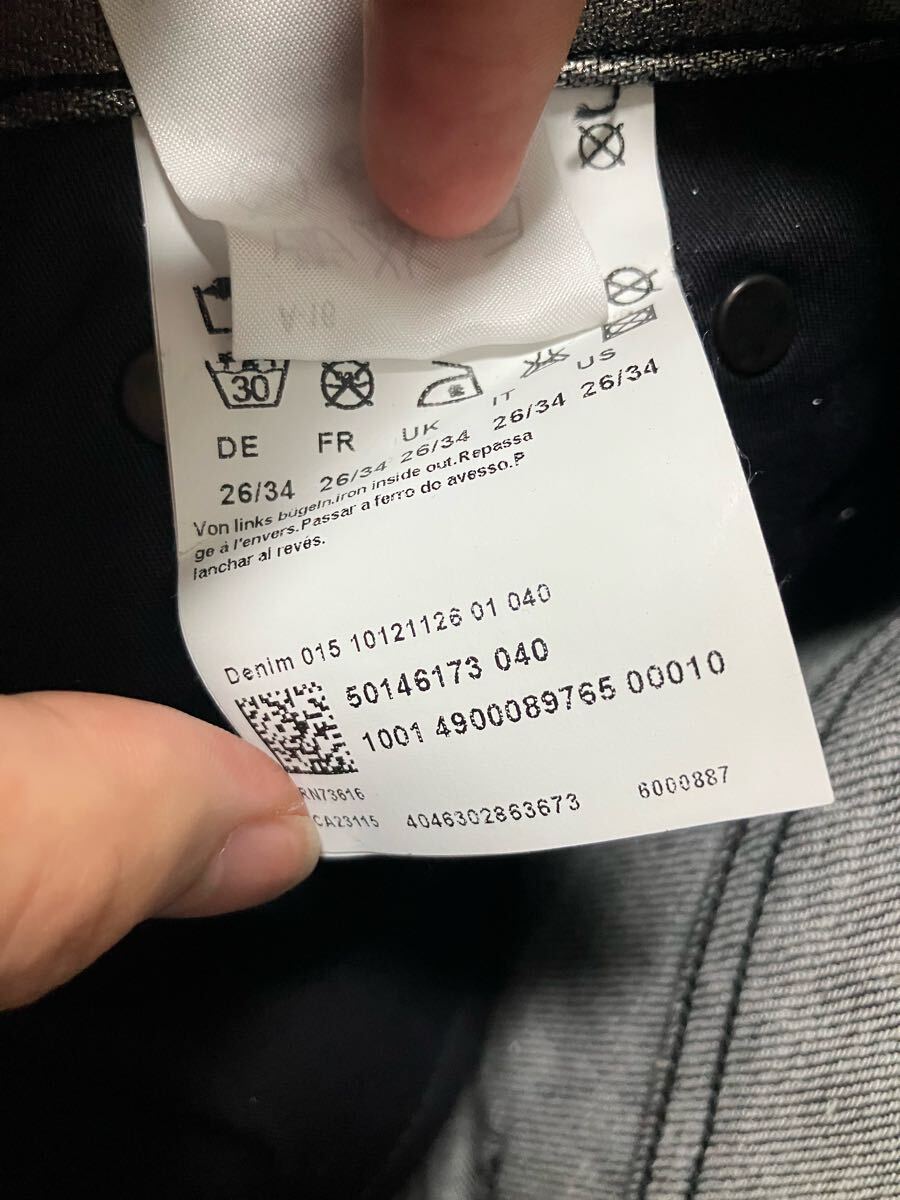 A-16
30
DE FR UK IT US
26/34 26/34 26/34 26/34 26/34
Von links bügeln.Iron inside out.Repassa
ge à l'envers.Passar a ferro do avesso.P
lanchar al revés.
Denim 015 10121126 01 040
50146173 040
1001 4900089765 00010
RN73616
CA23115 4046302863673 6000887